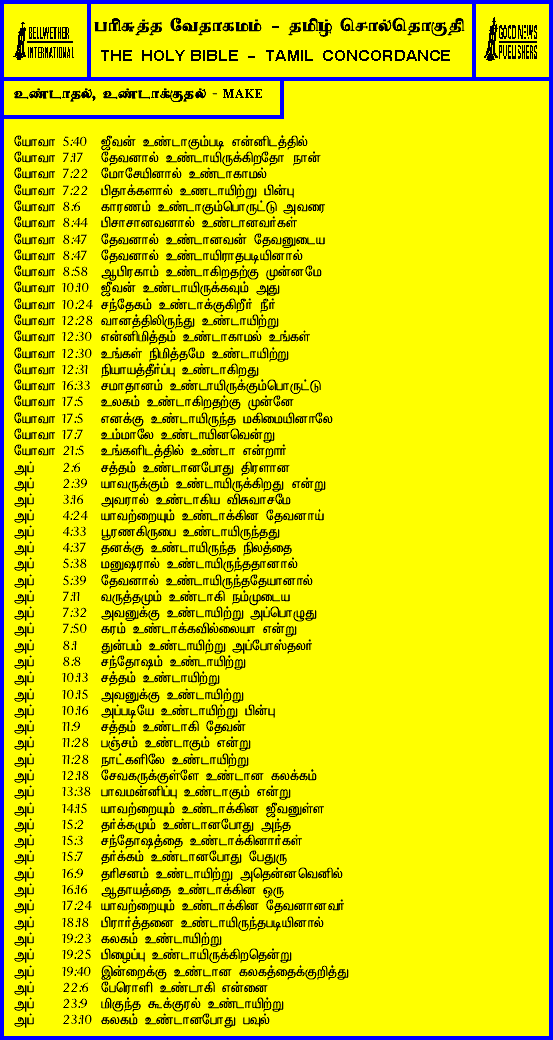 BELLWETHER
INTERNATIONAL
பரிசுத்த வேதாகமம் - தமிழ் சொல்தொகுதி
THE HOLY BIBLE - TAMIL CONCORDANCE
GOOD NEWS
PUBLISHERS
உண்டாதல், உண்டாக்குதல் - MAKE
யோவா 5:40 ஜீவன் உண்டாகும்படி என்னிடத்தில்
யோவா 7:17 தேவனால் உண்டாயிருக்கிறதோ நான்
யோவா 7:22 மோசேயினால் உண்டாகாமல்
யோவா 7:22 பிதாக்களால் உணடாயிற்று பின்பு
யோவா 8:6 காரணம் உண்டாகும்பொருட்டு அவரை
யோவா 8:44 பிசாசானவனால் உண்டானவர்கள்
யோவா 8:47 தேவனால் உண்டானவன் தேவனுடைய
யோவா 8:47 தேவனால் உண்டாயிராதபடியினால்
யோவா 8:58 ஆபிரகாம் உண்டாகிறதற்கு முன்னமே
யோவா 10:10 ஜீவன் உண்டாயிருக்கவும் அது
யோவா 10:24 சந்தேகம் உண்டாக்குகிறீர் நீர்
யோவா 12:28 வானத்திலிருந்து உண்டாயிற்று
யோவா 12:30 என்னிமித்தம் உண்டாகாமல் உங்கள்
யோவா 12:30 உங்கள் நிமித்தமே உண்டாயிற்று
யோவா 12:31 நியாயத்தீர்ப்பு உண்டாகிறது
யோவா 16:33 சமாதானம் உண்டாயிருக்கும்பொருட்டு
யோவா 17:5 உலகம் உண்டாகிறதற்கு முன்னே
யோவா 17:5 எனக்கு உண்டாயிருந்த மகிமையினாலே
யோவா 17:7 உம்மாலே உண்டாயினவென்று
யோவா 21:5 உங்களிடத்தில் உண்டா என்றார்
அப் 2:6 சத்தம் உண்டானபோது திரளான
அப் 2:39 யாவருக்கும் உண்டாயிருக்கிறது என்று
அப் 3:16 அவரால் உண்டாகிய விசுவாசமே
அப் 4:24 யாவற்றையும் உண்டாக்கின தேவனாய்
அப் 4:33 பூரணகிருபை உண்டாயிருந்தது
அப் 4:37 தனக்கு உண்டாயிருந்த நிலத்தை
அப் 5:38 மனுஷரால் உண்டாயிருந்ததானால்
அப் 5:39 தேவனால் உண்டாயிருந்ததேயானால்
அப் 7:11 வருத்தமும் உண்டாகி நம்முடைய
அப் 7:32 அவனுக்கு உண்டாயிற்று அப்பொழுது
அப் 7:50 கரம் உண்டாக்கவில்லையா என்று
அப் 8:1 துன்பம் உண்டாயிற்று அப்போஸ்தலர்
அப் 8:8 சந்தோஷம் உண்டாயிற்று
அப் 10:13 சத்தம் உண்டாயிற்று
அப் 10:15 அவனுக்கு உண்டாயிற்று
அப் 10:16 அப்படியே உண்டாயிற்று பின்பு
அப் 11:9 சத்தம் உண்டாகி தேவன்
அப் 11:28 பஞ்சம் உண்டாகும் என்று
அப் 11:28 நாட்களிலே உண்டாயிற்று
அப் 12:18 சேவகருக்குள்ளே உண்டான கலக்கம்
அப் 13:38 பாவமன்னிப்பு உண்டாகும் என்று
அப் 14:15 யாவற்றையும் உண்டாக்கின ஜீவனுள்ள
அப் 15:2 தர்க்கமும் உண்டானபோது அந்த
அப் 15:3 சந்தோஷத்தை உண்டாக்கினார்கள்
அப் 15:7 தர்க்கம் உண்டானபோது பேதுரு
அப் 16:9 தரிசனம் உண்டாயிற்று அதென்னவெனில்
அப் 16:16 ஆதாயத்தை உண்டாக்கின ஒரு
அப் 17:24 யாவற்றையும் உண்டாக்கின தேவனானவர்
அப் 18:18 பிரார்த்தனை உண்டாயிருந்தபடியினால்
அப் 19:23 கலகம் உண்டாயிற்று
அப் 19:25 பிழைப்பு உண்டாயிருக்கிறதென்று
அப் 19:40 இன்றைக்கு உண்டான கலகத்தைக்குறித்து
அப் 22:6 பேரொளி உண்டாகி என்னை
அப் 23:9 மிகுந்த கூக்குரல் உண்டாயிற்று
அப் 23:10 கலகம் உண்டானபோது பவுல்